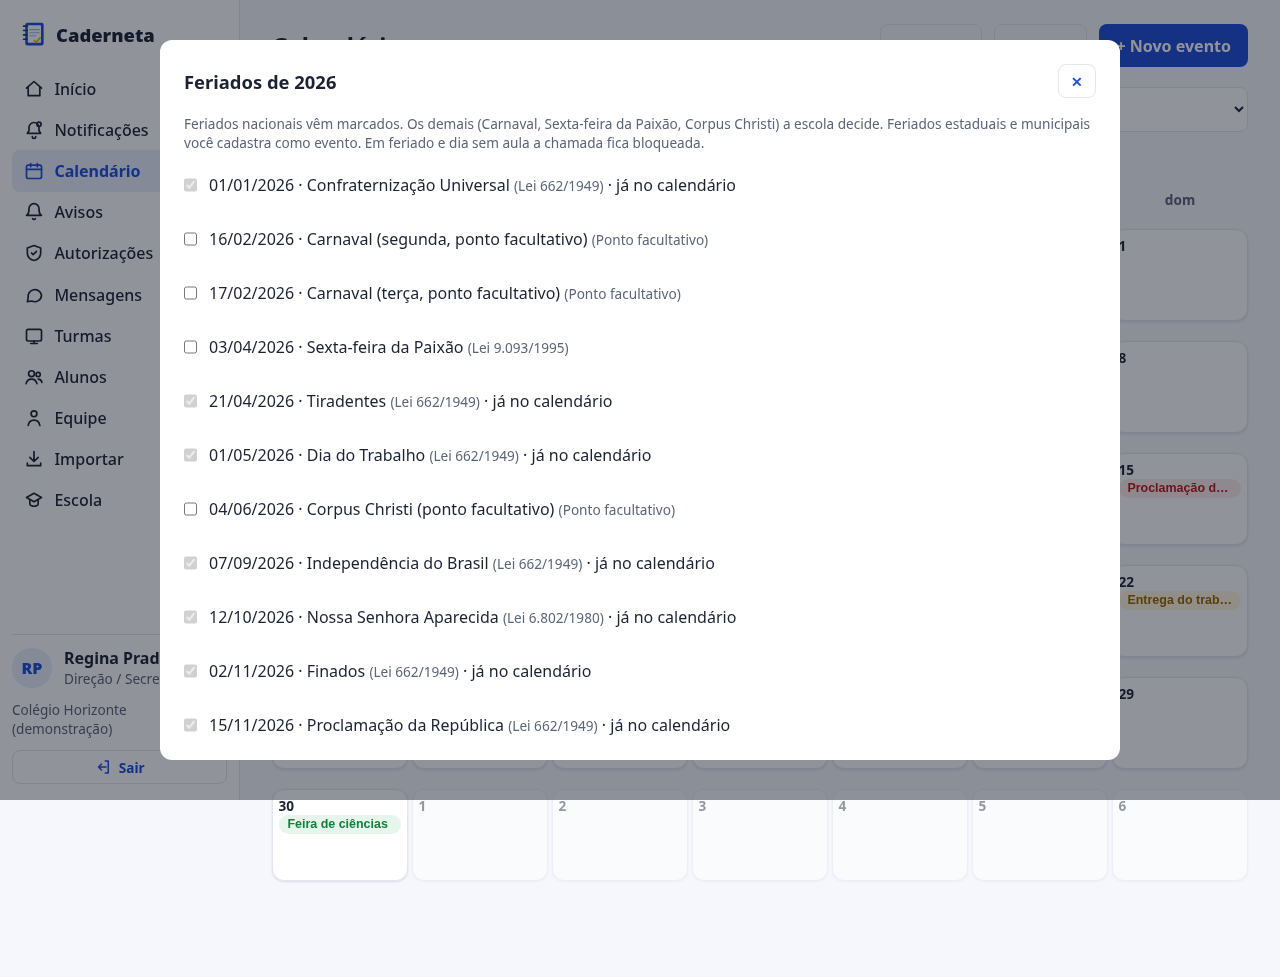 Caderneta
Início
Notificações
Calendário
Avisos
Autorizações
Mensagens
Turmas
Alunos
Equipe
Importar
Escola
RP
Regina Prad
Direção / Secre
Colégio Horizonte
(demonstração)
Sair
+ Novo evento
Feriados de 2026
×
Feriados nacionais vêm marcados. Os demais (Carnaval, Sexta-feira da Paixão, Corpus Christi) a escola decide. Feriados estaduais e municipais
você cadastra como evento. Em feriado e dia sem aula a chamada fica bloqueada.
01/01/2026 · Confraternização Universal (Lei 662/1949) · já no calendário
16/02/2026 · Carnaval (segunda, ponto facultativo) (Ponto facultativo)
17/02/2026 · Carnaval (terça, ponto facultativo) (Ponto facultativo)
03/04/2026 · Sexta-feira da Paixão (Lei 9.093/1995)
21/04/2026 · Tiradentes (Lei 662/1949) · já no calendário
01/05/2026 · Dia do Trabalho (Lei 662/1949) · já no calendário
04/06/2026 · Corpus Christi (ponto facultativo) (Ponto facultativo)
07/09/2026 · Independência do Brasil (Lei 662/1949) · já no calendário
12/10/2026 · Nossa Senhora Aparecida (Lei 6.802/1980) · já no calendário
02/11/2026 · Finados (Lei 662/1949) · já no calendário
15/11/2026 · Proclamação da República (Lei 662/1949) · já no calendário
dom
1
8
15
Proclamação d…
22
Entrega do trab…
29
30 1 2 3 4 5 6
Feira de ciências